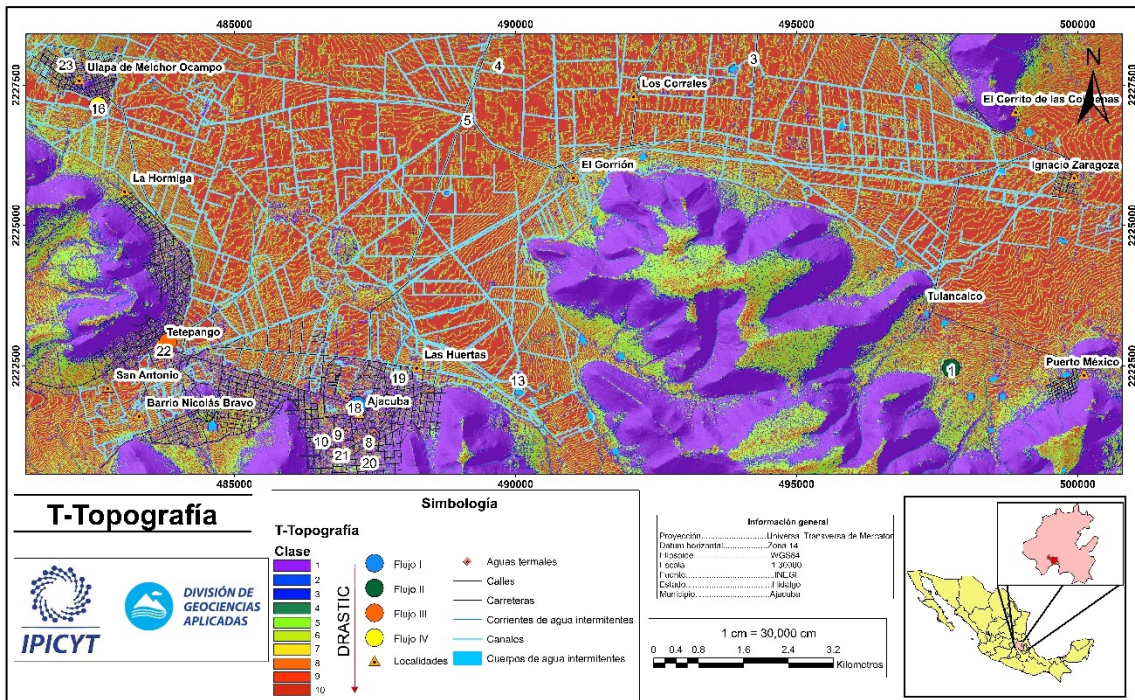 485000 490000 495000 500000
2227500
2225000
2222500
23
Ulapa de Melchor Ocampo
16
4
3
5
Los Corrales
El Cerrito de las
N
La Hormiga
El Gorrión
Ignacio Zaragoza
Tulancalco
Tetepango
22
San Antonio
Barrio Nicolás Bravo
Las Huertas
19
13
18
Ajacuba
10
9
8
21
20
1
Puerto México
2227500
2225000
2222500
485000 490000 495000 500000
T-Topografía
IPICYT
DIVISIÓN DE
GEOCIENCIAS
APLICADAS
Simbología
T-Topografía
Clase
1
2
3
4
5
6
7
8
9
10
DRASTIC
Flujo I
Flujo II
Flujo III
Flujo IV
Localidades
Aguas termales
Calles
Carreteras
Corrientes de agua intermitentes
Canales
Cuerpos de agua intermitentes
Información general
Proyección Universal Transversa de Mercator
Datum horizontal Zona 14
WGS84
Escala 1:30000
Fuente INEGI
Estado Hidalgo
Municipio Ajacuba
1 cm = 30,000 cm
0 0.4 0.8 1.6 2.4 3.2
Kilometros